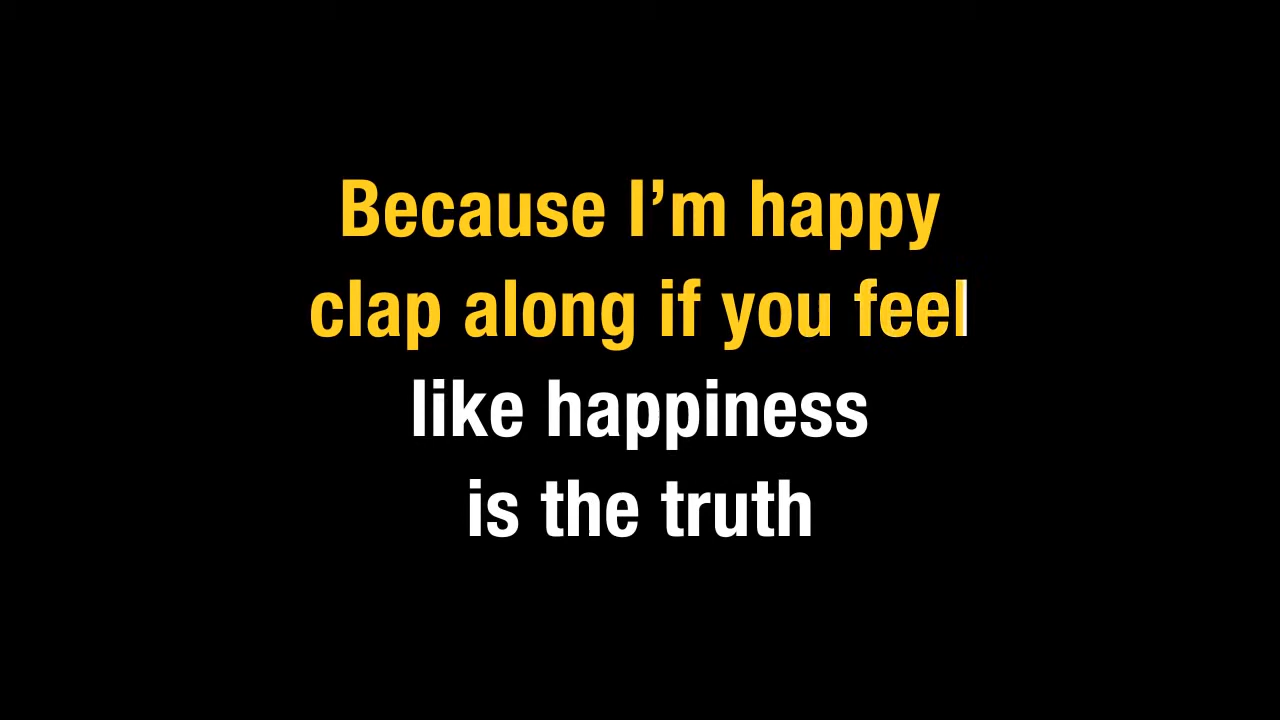 Because I’m happy
clap along if you feel
like happiness
is the truth